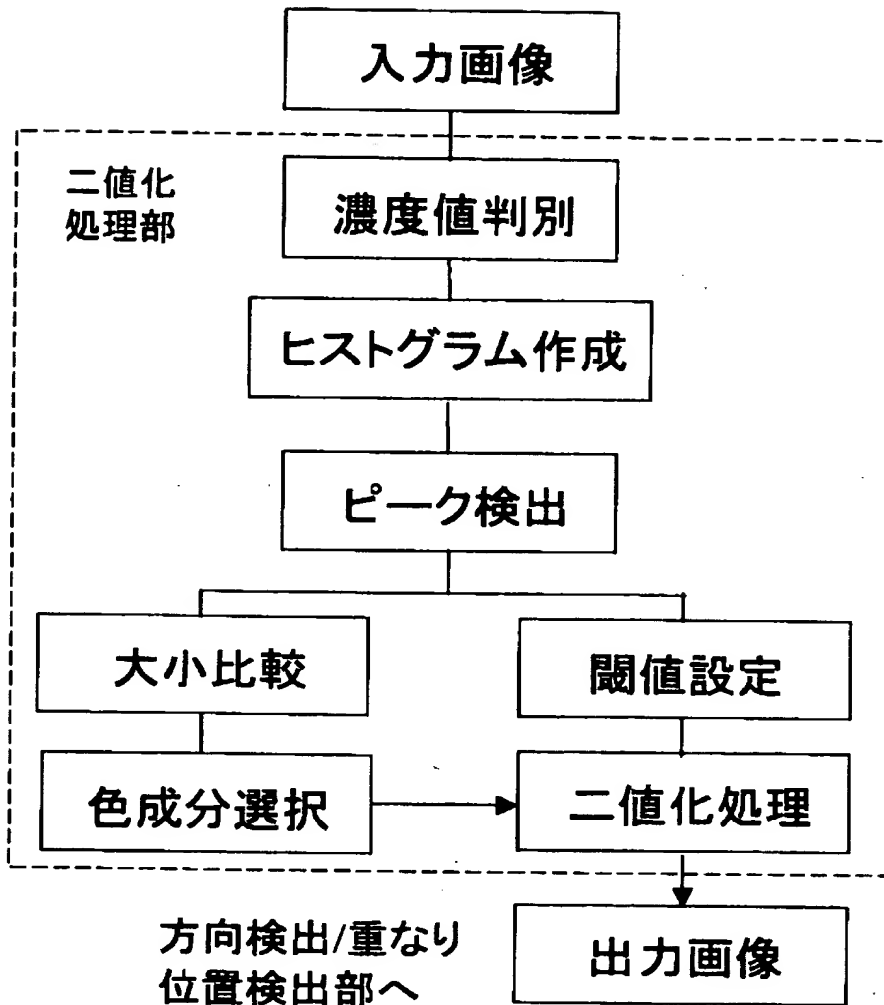 入力画像
二値化
処理部
濃度値判別
ヒストグラム作成
ピーク検出
大小比較
閾値設定
色成分選択
二値化処理
方向検出/重なり
位置検出部へ
出力画像